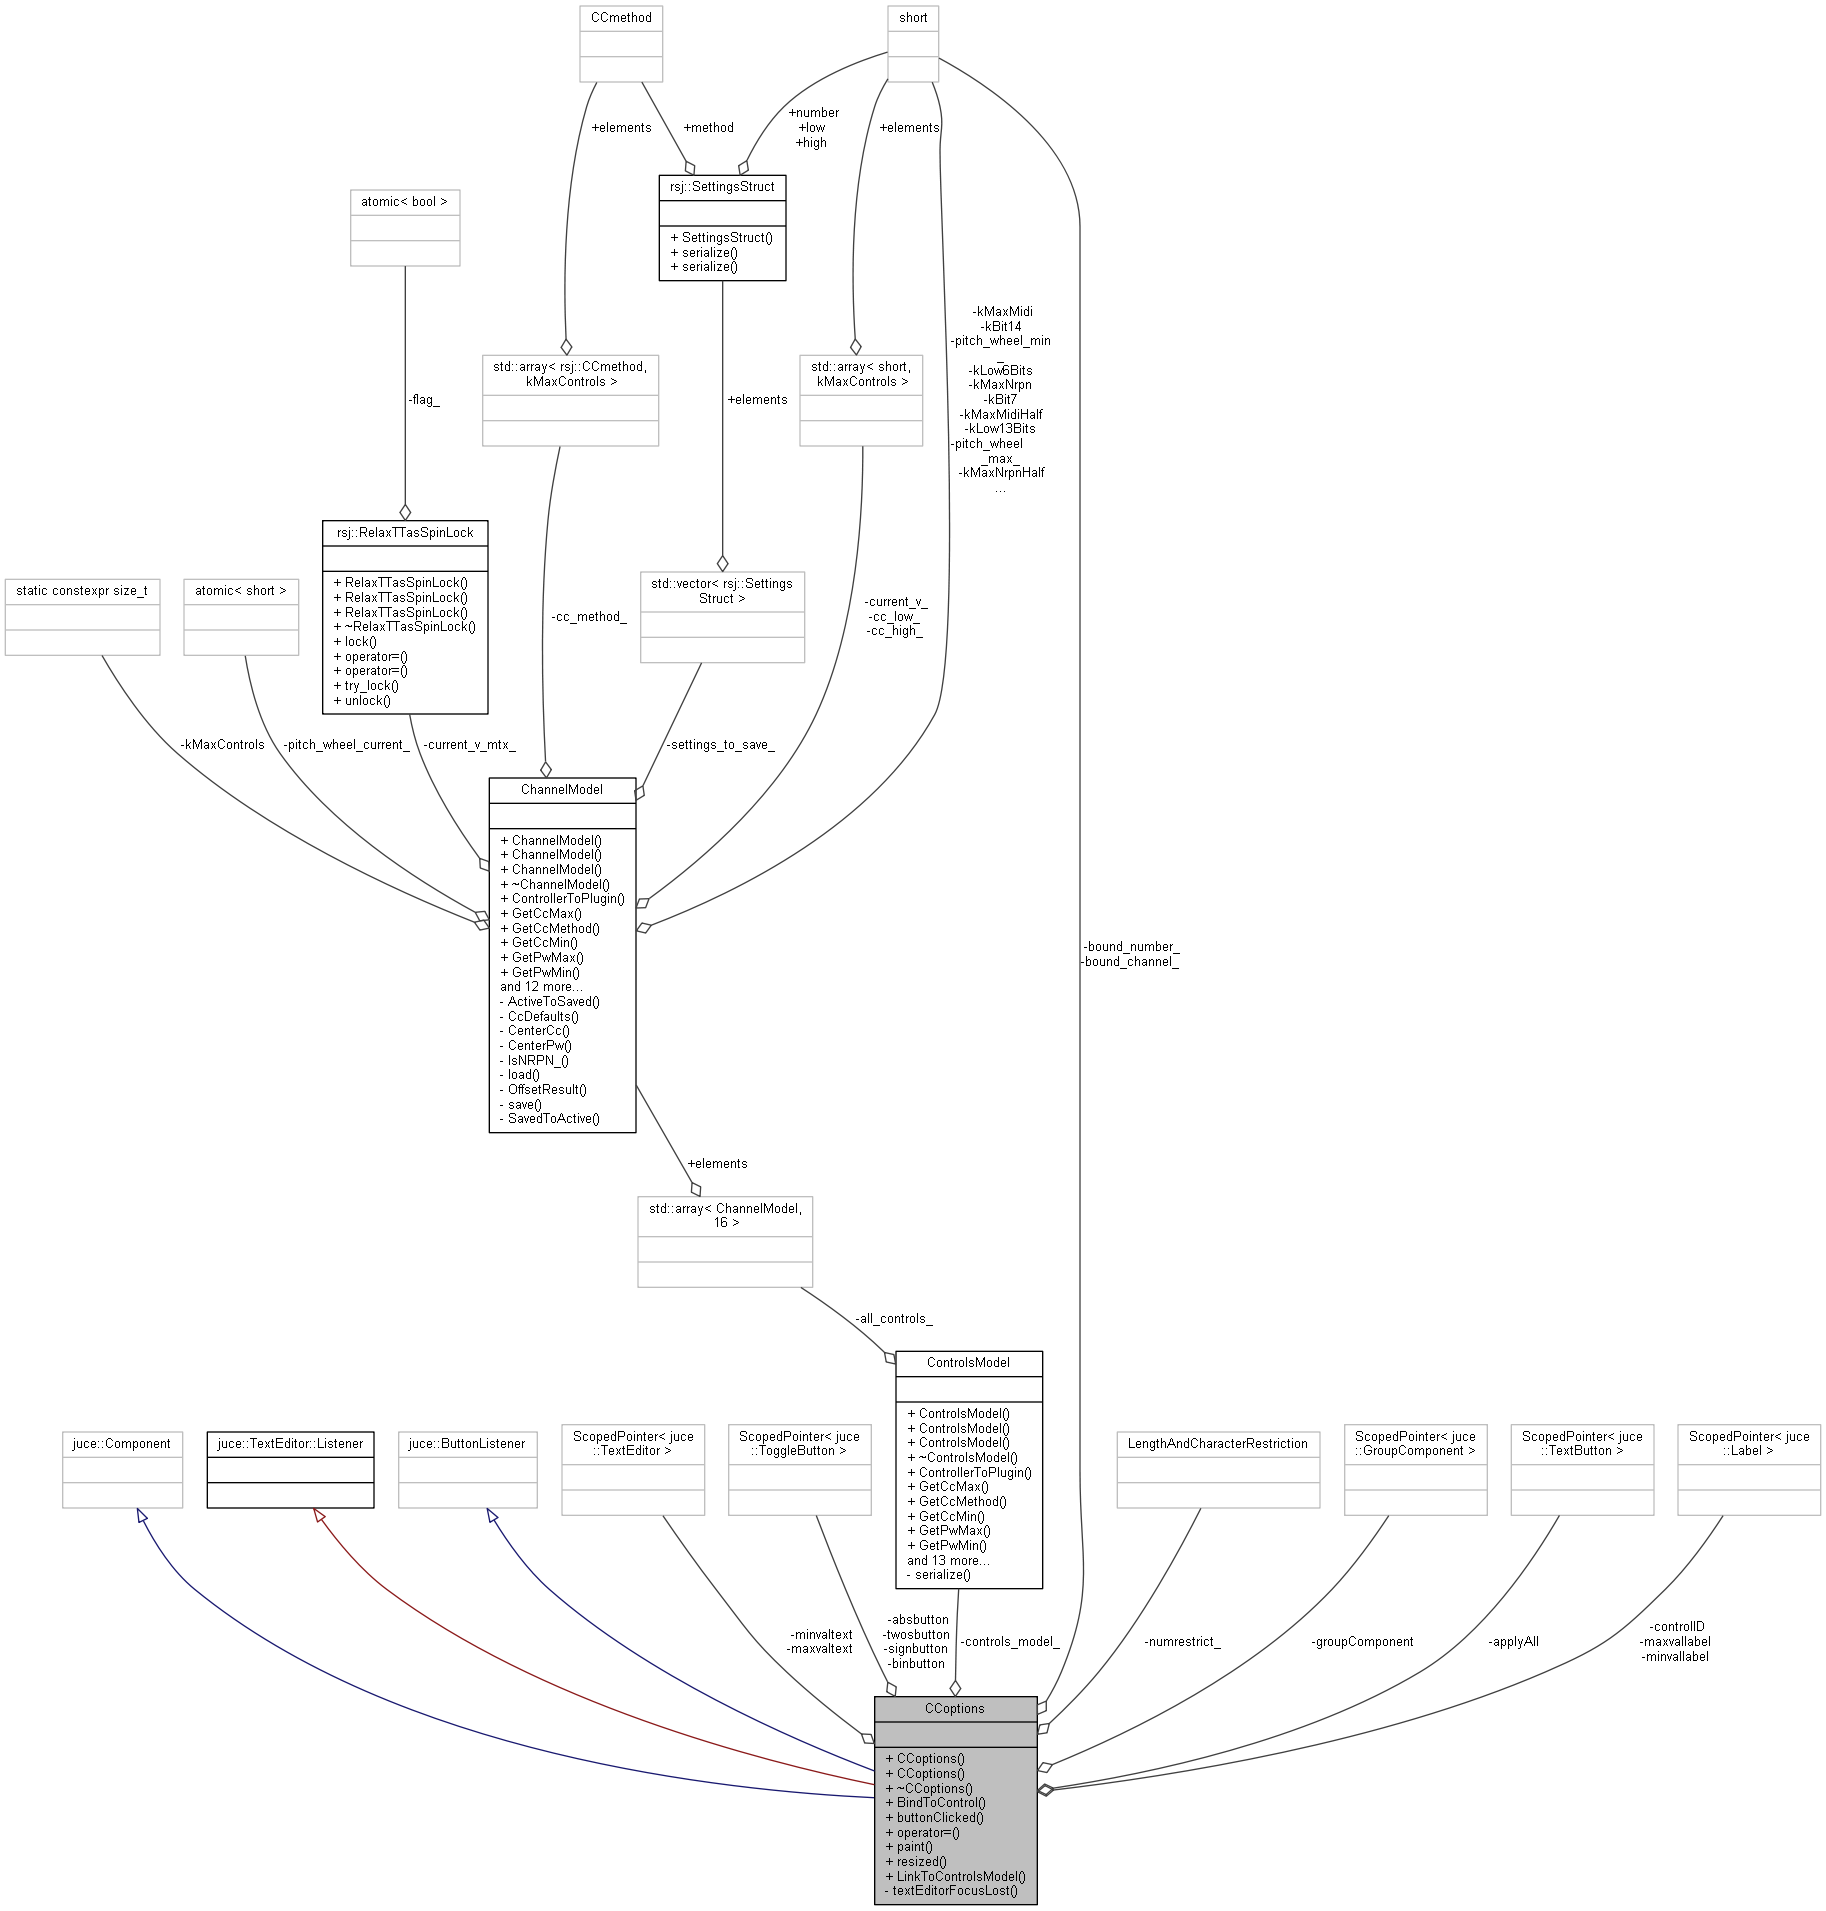 CCmethod
short
+elements
+method
+number
+low
+high
+elements
rsj::SettingsStruct
+ SettingsStruct()
+ serialize()
+ serialize()
atomic< bool >
-kMaxMidi
-kBit14
-pitch_wheel_min
_
-kLow6Bits
-kMaxNrpn
-kBit7
-kMaxMidiHalf
-kLow13Bits
-pitch_wheel
_max_
-kMaxNrpnHalf
...
std::array< rsj::CCmethod,
kMaxControls >
std::array< short,
kMaxControls >
-flag_
+elements
rsj::RelaxTTasSpinLock
+ RelaxTTasSpinLock()
+ RelaxTTasSpinLock()
+ RelaxTTasSpinLock()
+ ~RelaxTTasSpinLock()
+ lock()
+ operator=()
+ operator=()
+ try_lock()
+ unlock()
static constexpr size_t
atomic< short >
std::vector< rsj::Settings
Struct >
-cc_method_
-current_v_
-cc_low_
-cc_high_
-kMaxControls
-pitch_wheel_current_
-current_v_mtx_
-settings_to_save_
ChannelModel
+ ChannelModel()
+ ChannelModel()
+ ChannelModel()
+ ~ChannelModel()
+ ControllerToPlugin()
+ GetCcMax()
+ GetCcMethod()
+ GetCcMin()
+ GetPwMax()
+ GetPwMin()
and 12 more...
- ActiveToSaved()
- CcDefaults()
- CenterCc()
- CenterPw()
- IsNRPN_()
- load()
- OffsetResult()
- save()
- SavedToActive()
-bound_number_
-bound_channel_
+elements
std::array< ChannelModel,
16 >
-all_controls_
ControlsModel
+ ControlsModel()
+ ControlsModel()
+ ControlsModel()
+ ~ControlsModel()
+ ControllerToPlugin()
+ GetCcMax()
+ GetCcMethod()
+ GetCcMin()
+ GetPwMax()
+ GetPwMin()
and 13 more...
- serialize()
juce::Component
juce::TextEditor::Listener
juce::ButtonListener
ScopedPointer< juce
::TextEditor >
ScopedPointer< juce
::ToggleButton >
LengthAndCharacterRestriction
ScopedPointer< juce
::GroupComponent >
ScopedPointer< juce
::TextButton >
ScopedPointer< juce
::Label >
-minvaltext
-maxvaltext
-absbutton
-twosbutton
-signbutton
-binbutton
-controls_model_
-numrestrict_
-groupComponent
-applyAll
-controlID
-maxvallabel
-minvallabel
CCoptions
+ CCoptions()
+ CCoptions()
+ ~CCoptions()
+ BindToControl()
+ buttonClicked()
+ operator=()
+ paint()
+ resized()
+ LinkToControlsModel()
- textEditorFocusLost()